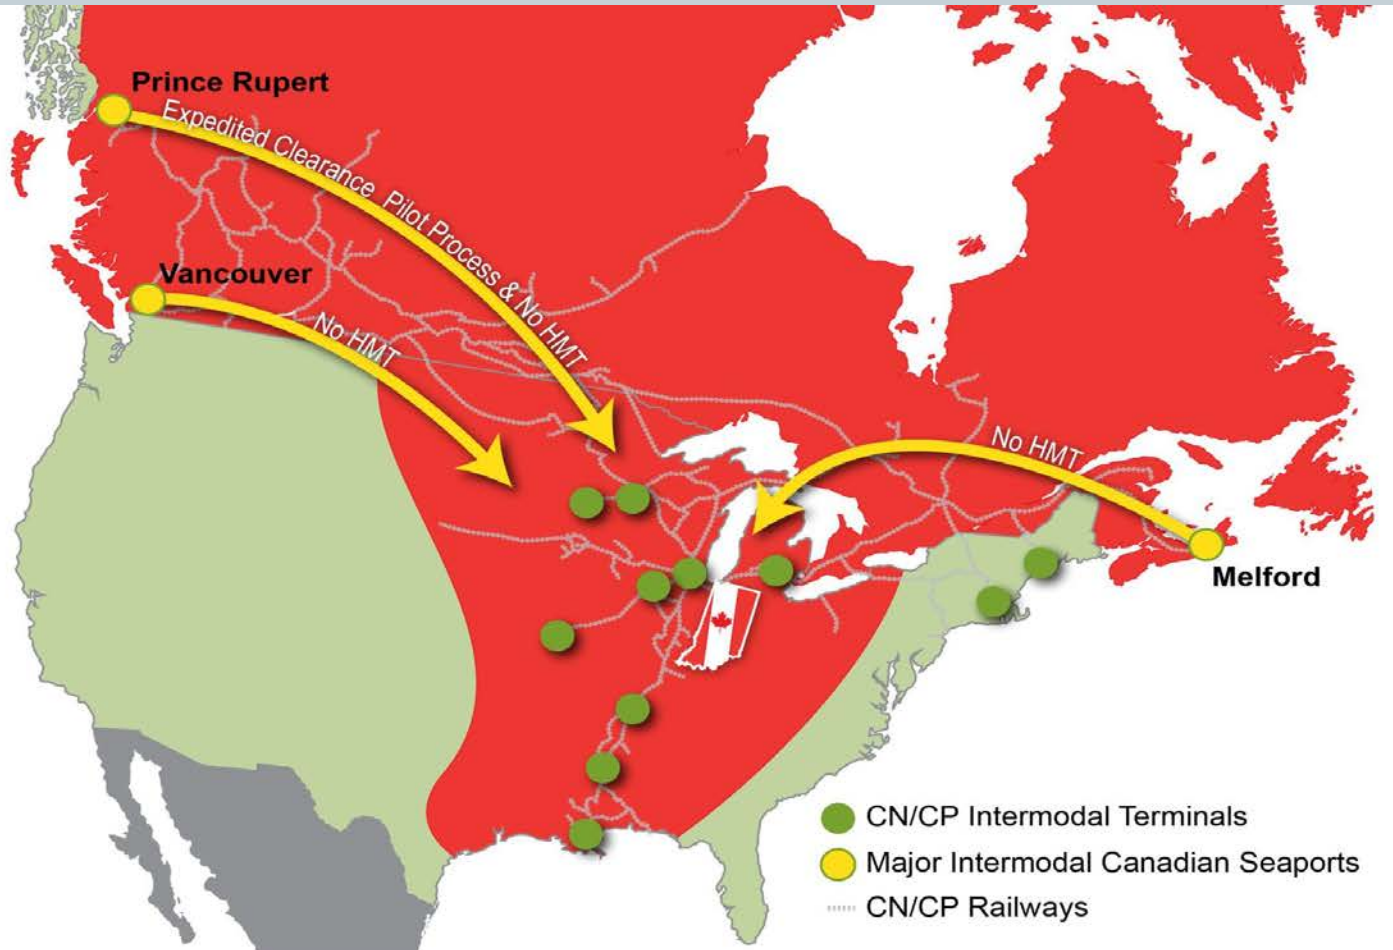 Prince Rupert
Expedited Clearance Pilot Process & No HMT
Vancouver
No HMT
No HMT
Melford
CN/CP Intermodal Terminals
Major Intermodal Canadian Seaports
CN/CP Railways